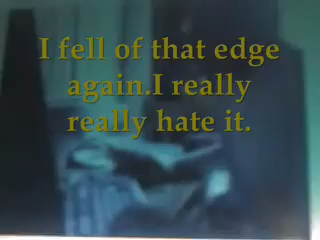 I fell of that edge
again.I really
really hate it.